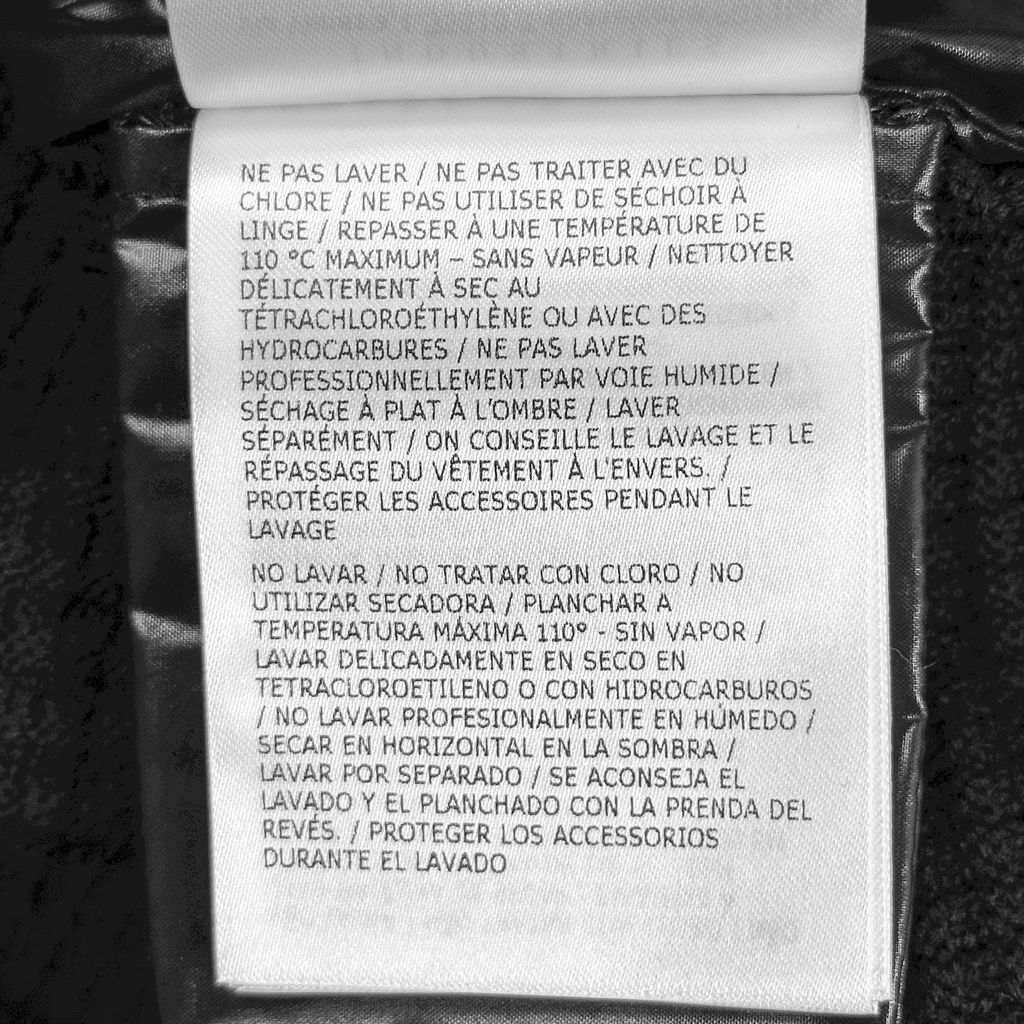 NE PAS LAVER / NE PAS TRAITER AVEC DU
CHLORE / NE PAS UTILISER DE SÉCHOIR À
LINGE / REPASSER À UNE TEMPÉRATURE DE
110 °C MAXIMUM – SANS VAPEUR / NETTOYER
DÉLICATEMENT À SEC AU
TÉTRACHLOROÉTHYLÈNE OU AVEC DES
HYDROCARBURES / NE PAS LAVER
PROFESSIONNELLEMENT PAR VOIE HUMIDE /
SÉCHAGE À PLAT À L'OMBRE / LAVER
SÉPARÉMENT / ON CONSEILLE LE LAVAGE ET LE
RÉPASSAGE DU VÊTEMENT À L'ENVERS. /
PROTÉGER LES ACCESSOIRES PENDANT LE
LAVAGE
NO LAVAR / NO TRATAR CON CLORO / NO
UTILIZAR SECADORA / PLANCHAR A
TEMPERATURA MÁXIMA 110° - SIN VAPOR /
LAVAR DELICADAMENTE EN SECO EN
TETRACLOROETILENO O CON HIDROCARBUROS
/ NO LAVAR PROFESIONALMENTE EN HÚMEDO /
SECAR EN HORIZONTAL EN LA SOMBRA /
LAVAR POR SEPARADO / SE ACONSEJA EL
LAVADO Y EL PLANCHADO CON LA PRENDA DEL
REVÉS. / PROTEGER LOS ACCESSORIOS
DURANTE EL LAVADO